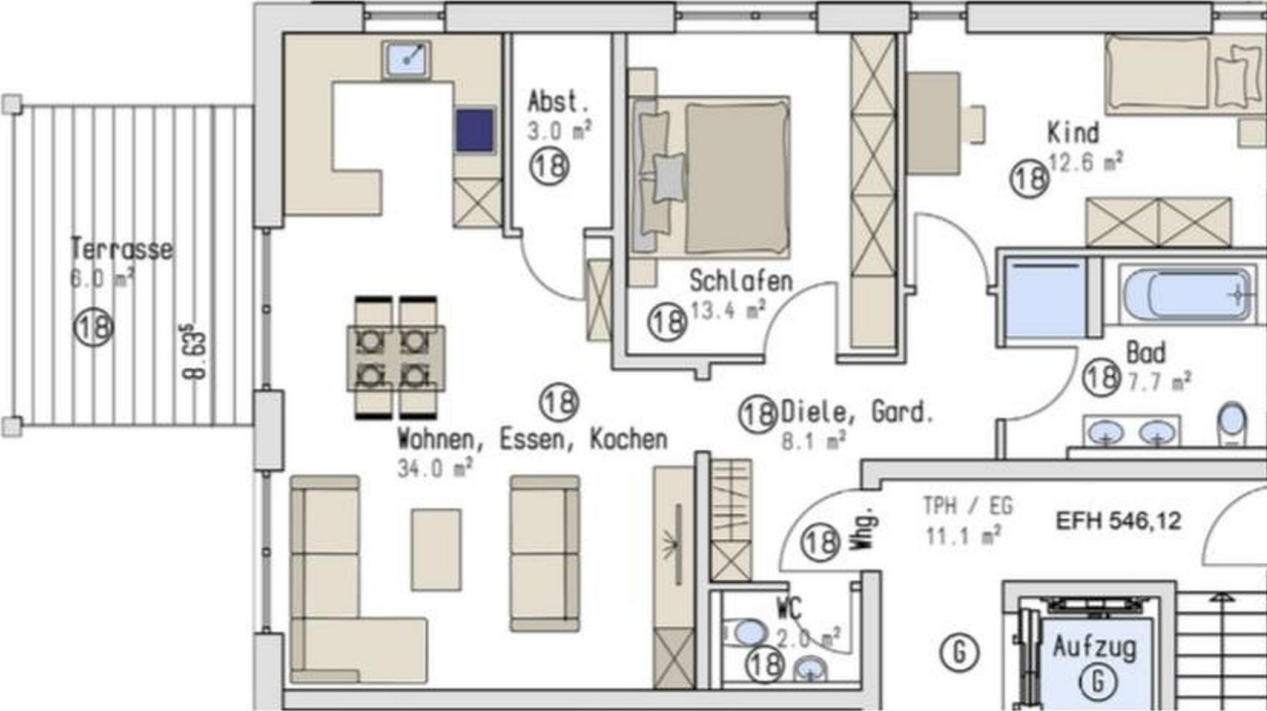 Abst.
3.0 m²
18
Kind
12.6 m²
18
Terrasse
6.0 m²
18
8.63⁵
Schlafen
13.4 m²
18
Bad
7.7 m²
18
18
Wohnen, Essen, Kochen
34.0 m²
18
Diele, Gard.
8.1 m²
18
Whg.
TPH / EG
11.1 m²
EFH 546,12
WC
2.0 m²
18
G
Aufzug
G